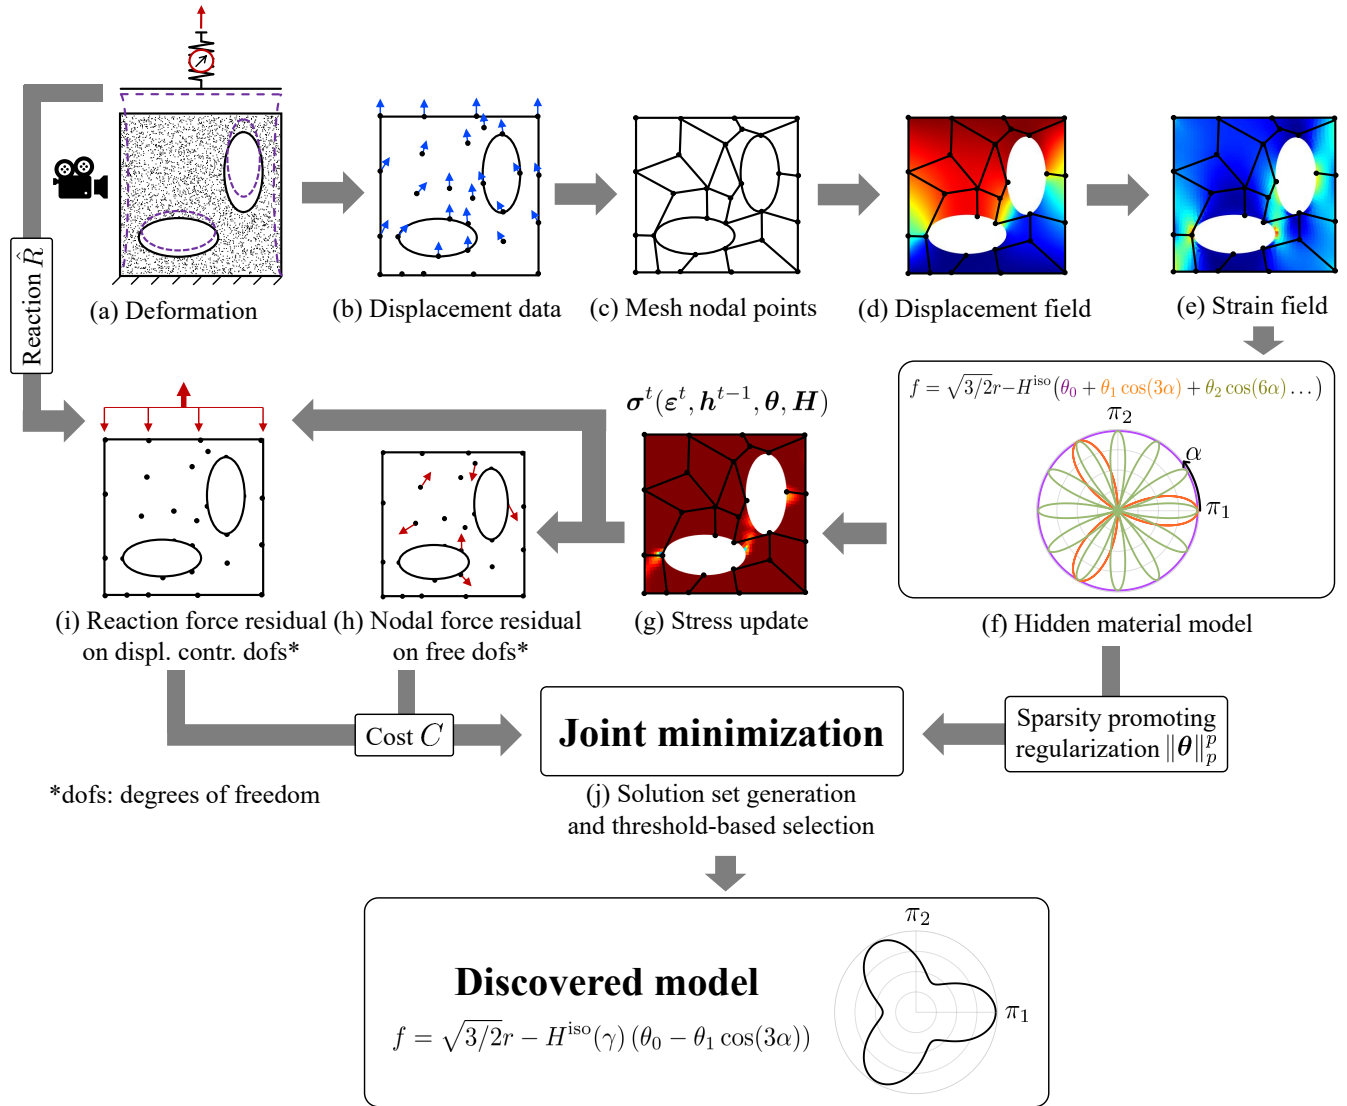 (a) Deformation
(b) Displacement data
(c) Mesh nodal points
(d) Displacement field
(e) Strain field
Reaction R̂
f = √3/2r−H^iso(θ₀ + θ₁ cos(3α) + θ₂ cos(6α) …)
π₂
α
π₁
(f) Hidden material model
σ^t(ε^t, h^{t−1}, θ, H)
(g) Stress update
(h) Nodal force residual
on free dofs*
(i) Reaction force residual
on displ. contr. dofs*
Cost C
Joint minimization
Sparsity promoting
regularization ‖θ‖_p^p
*dofs: degrees of freedom
(j) Solution set generation
and threshold-based selection
Discovered model
f = √3/2r − H^iso(γ) (θ₀ − θ₁ cos(3α))
π₂
π₁